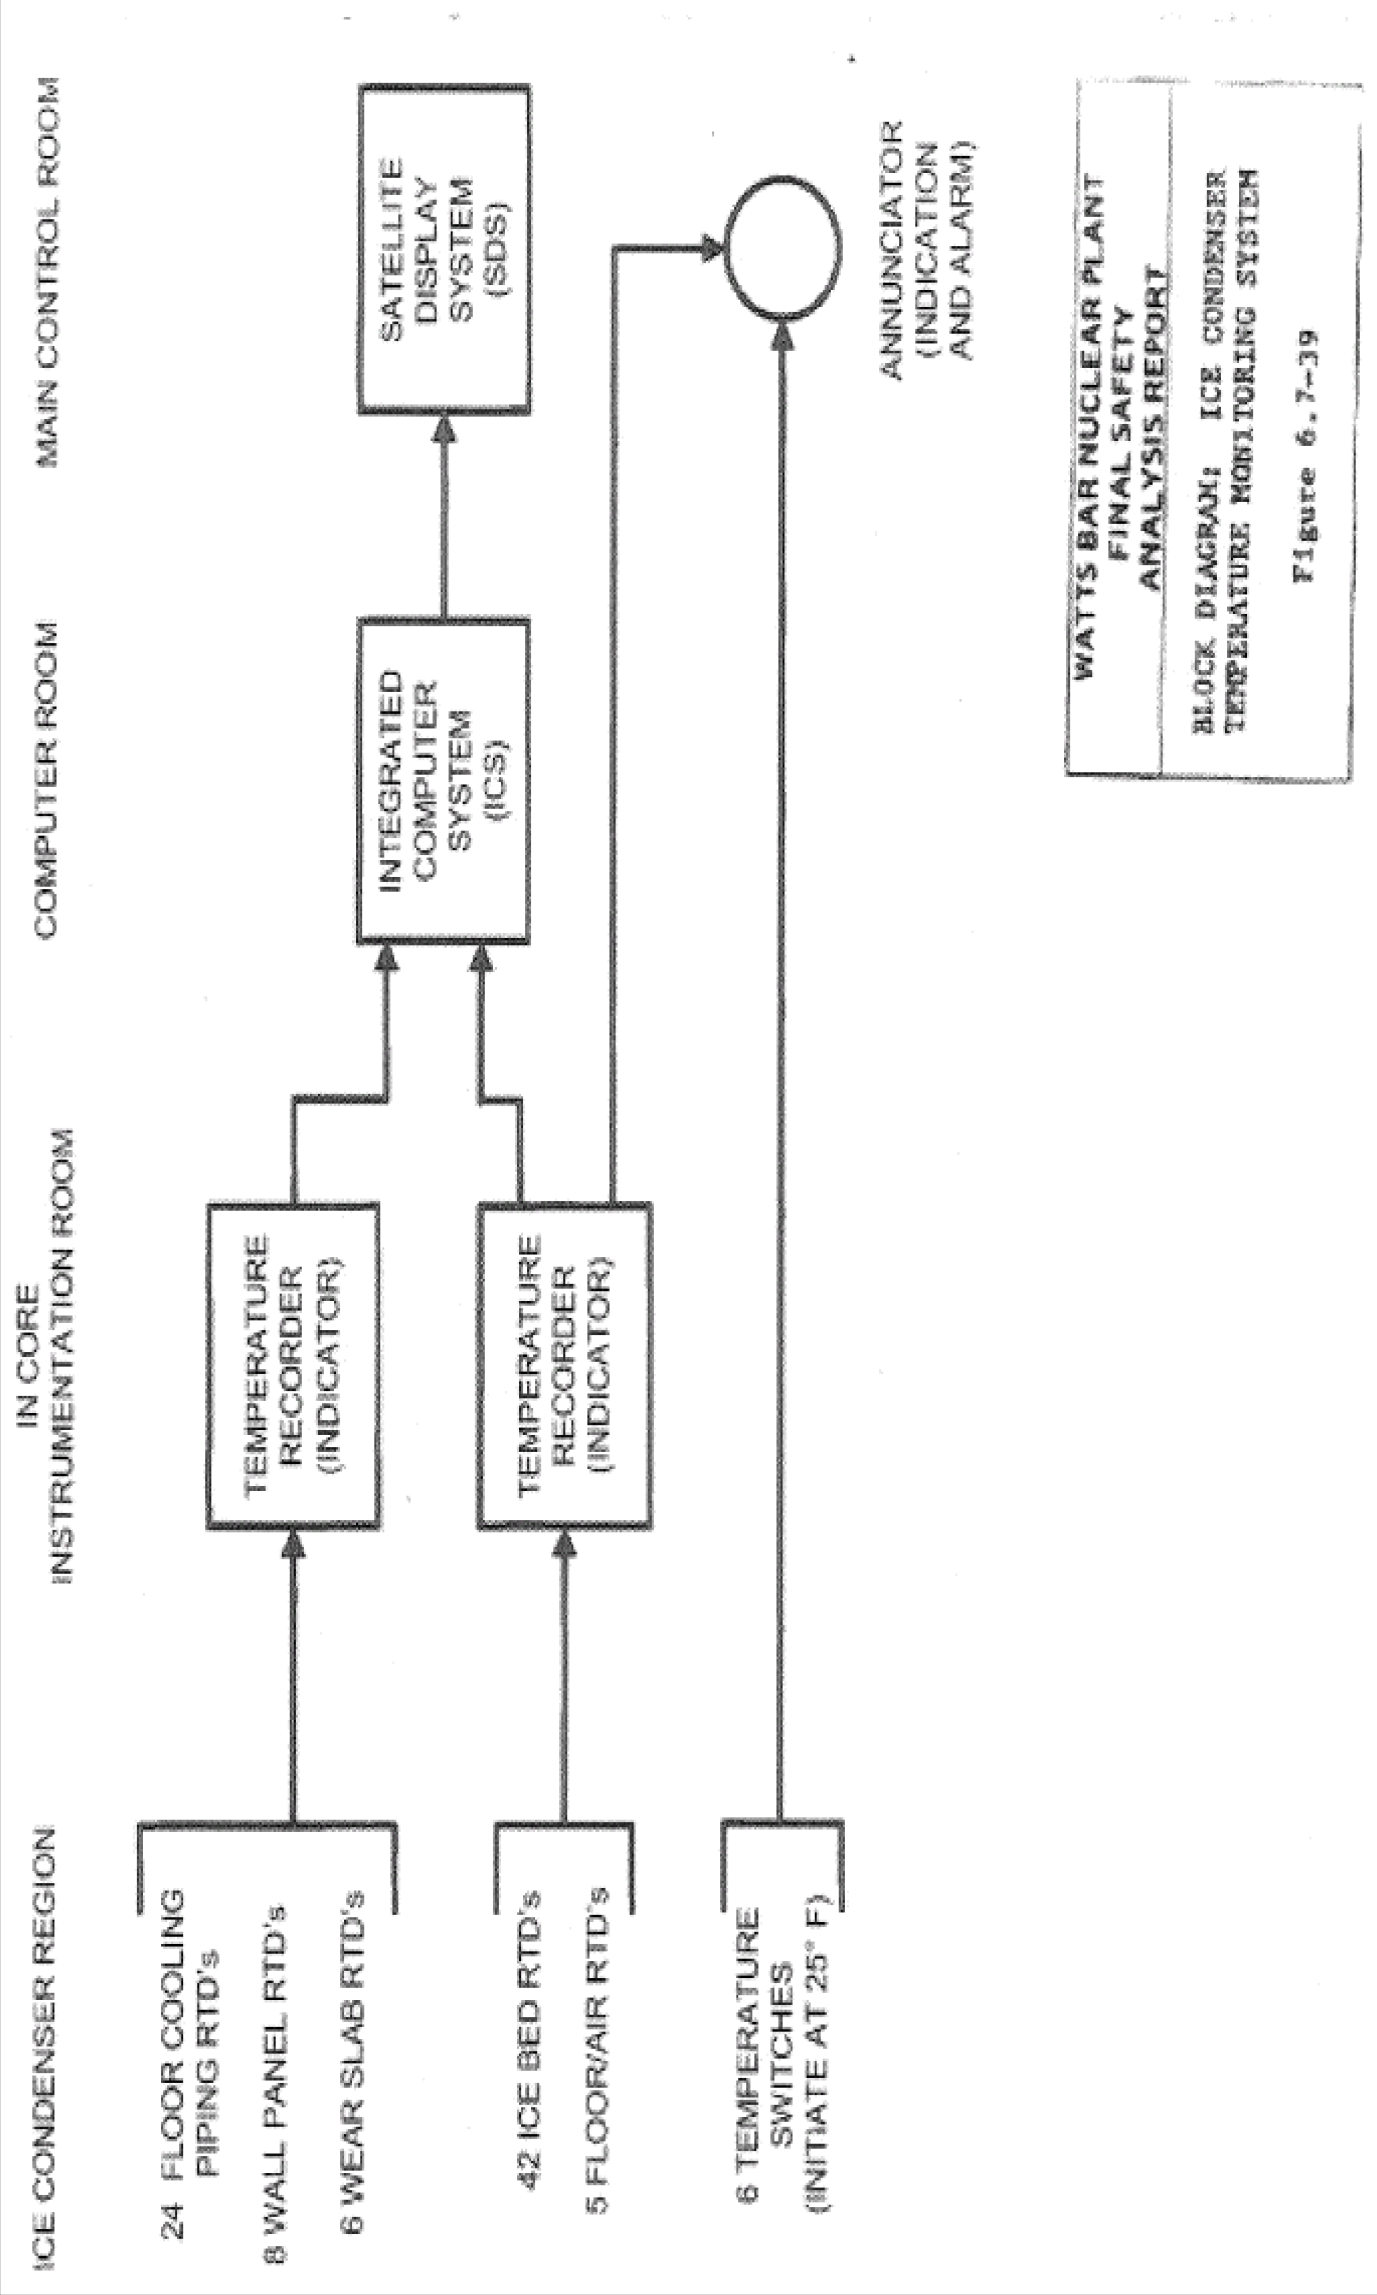 ICE CONDENSER REGION
IN CORE
INSTRUMENTATION ROOM
COMPUTER ROOM
MAIN CONTROL ROOM
24 FLOOR COOLING
PIPING RTD's
8 WALL PANEL RTD's
6 WEAR SLAB RTD's
TEMPERATURE
RECORDER
(INDICATOR)
42 ICE BED RTD's
5 FLOOR/AIR RTD's
TEMPERATURE
RECORDER
(INDICATOR)
INTEGRATED
COMPUTER
SYSTEM
(ICS)
SATELLITE
DISPLAY
SYSTEM
(SDS)
6 TEMPERATURE
SWITCHES
(INITIATE AT 25° F)
ANNUNCIATOR
(INDICATION
AND ALARM)
WATTS BAR NUCLEAR PLANT
FINAL SAFETY
ANALYSIS REPORT
BLOCK DIAGRAM: ICE CONDENSER
TEMPERATURE MONITORING SYSTEM
Figure 6.7-39